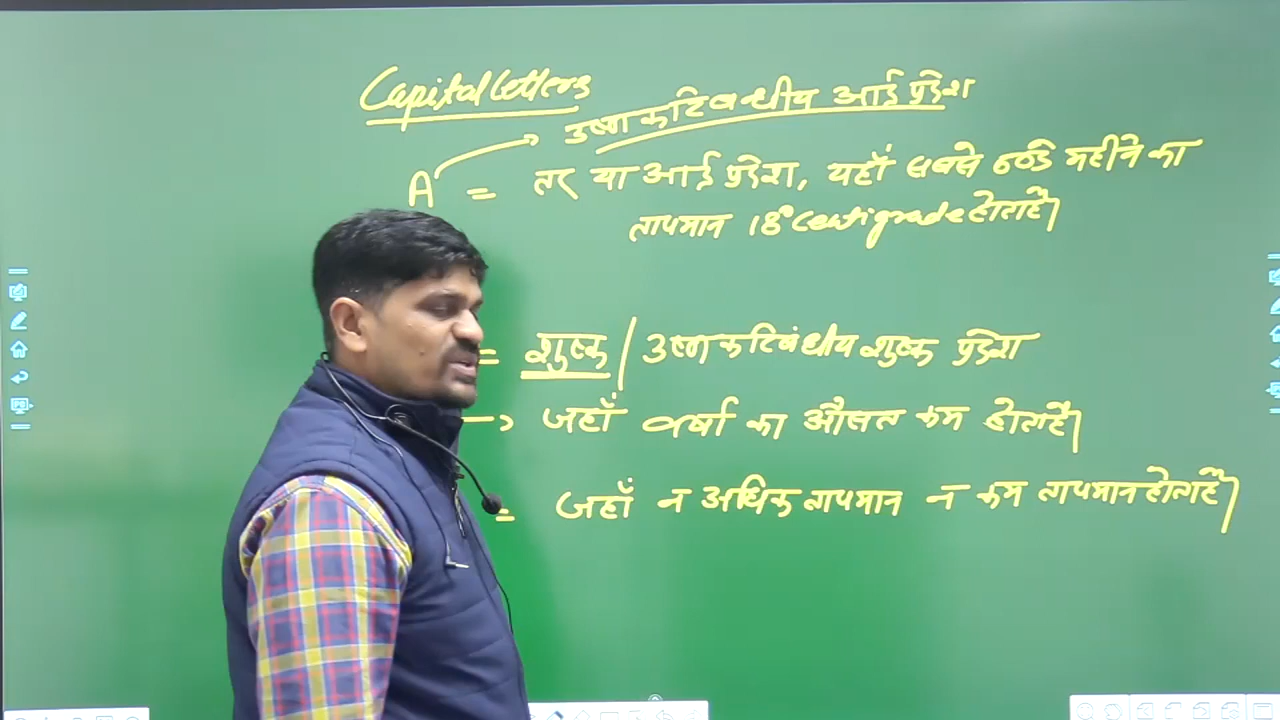 Capital letters
उष्णकटिबंधीय आर्द्र प्रदेश
A = तर या आर्द्र प्रदेश, यहाँ सबसे ठण्डे महीने का
तापमान 18° Centigrade होता है।
= शुष्क / उष्णकटिबंधीय शुष्क प्रदेश
→ जहाँ वर्षा का औसत कम होता है।
= जहाँ न अधिक तापमान न कम तापमान होता है।